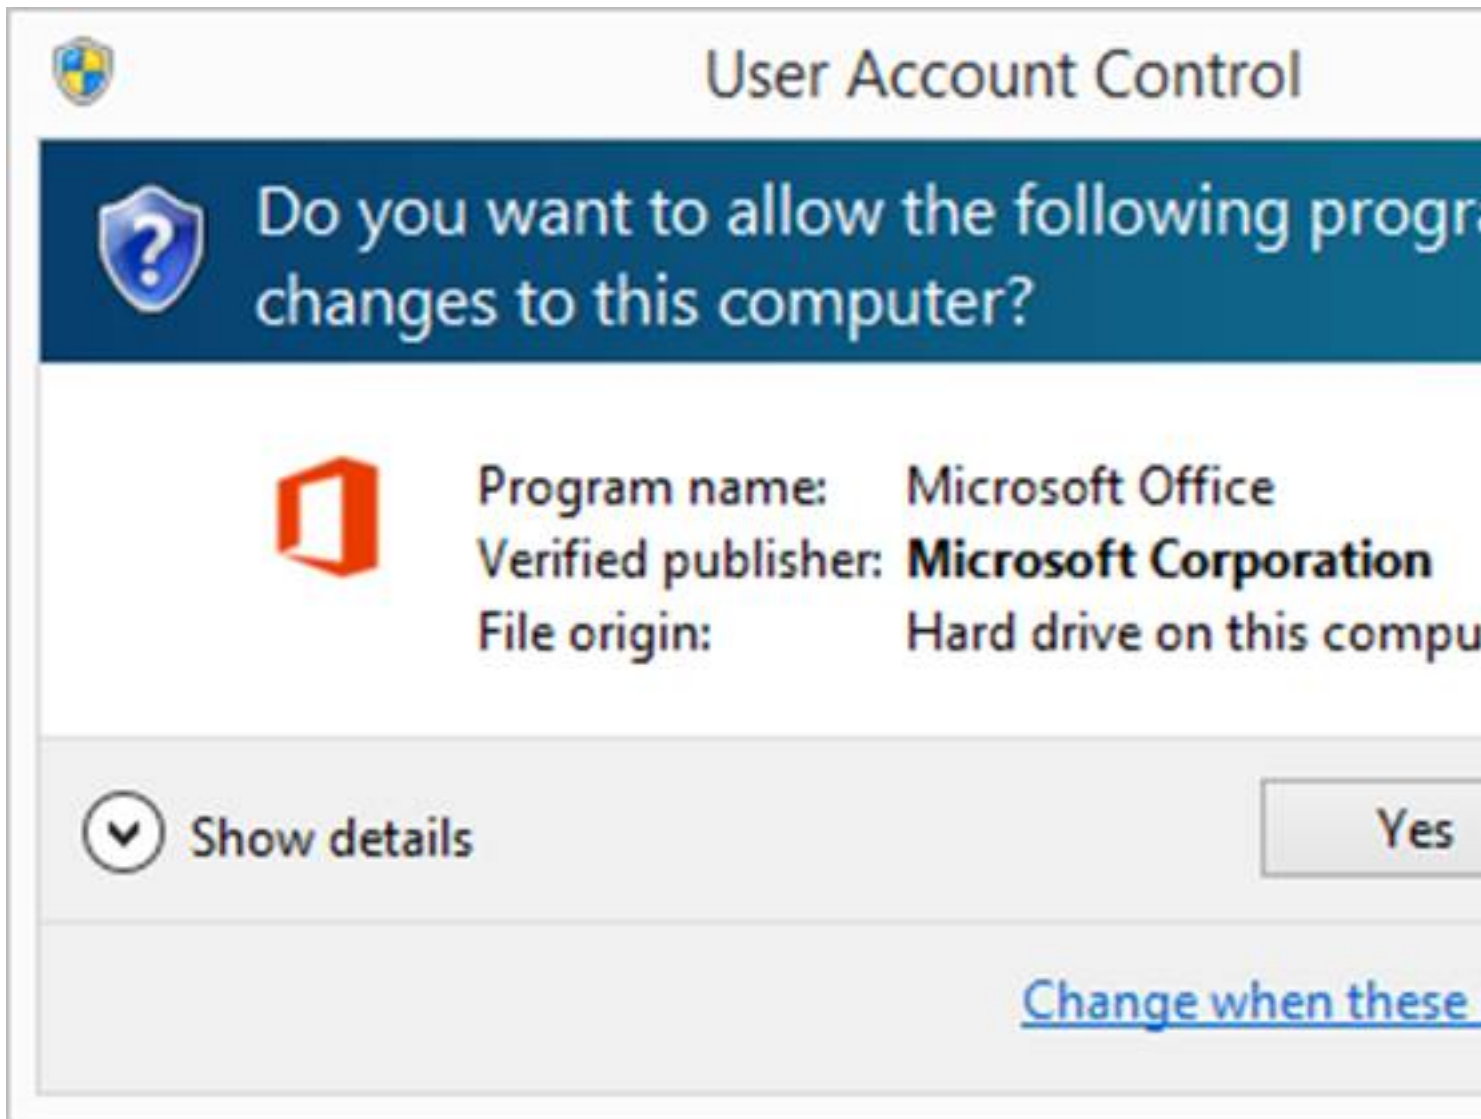 User Account Control
Do you want to allow the following progra
changes to this computer?
Program name: Microsoft Office
Verified publisher: Microsoft Corporation
File origin: Hard drive on this compu
Show details
Yes
Change when these